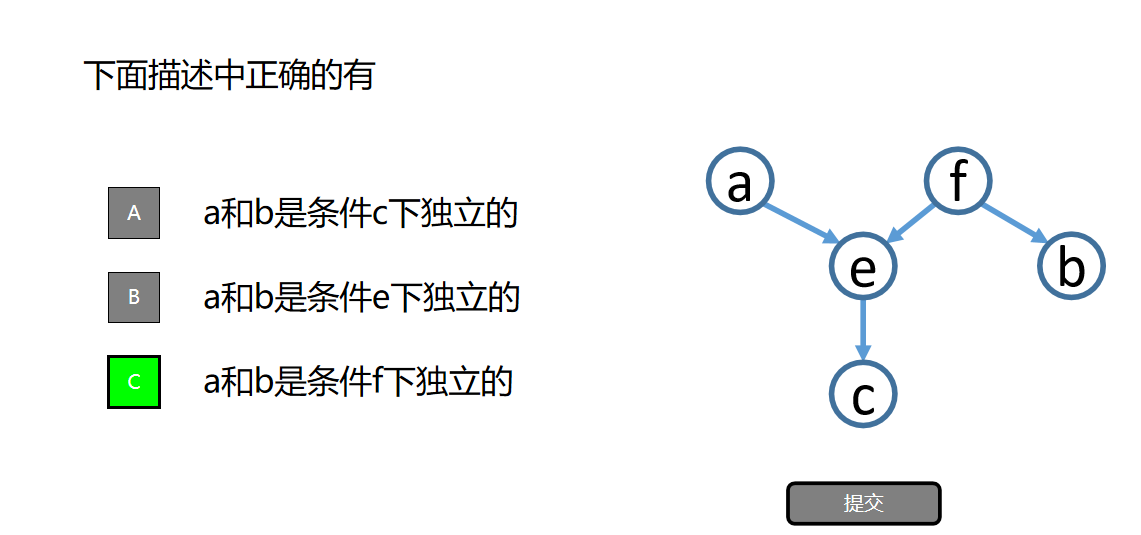 下面描述中正确的有
A a和b是条件c下独立的
B a和b是条件e下独立的
C a和b是条件f下独立的
a f
e b
c
提交